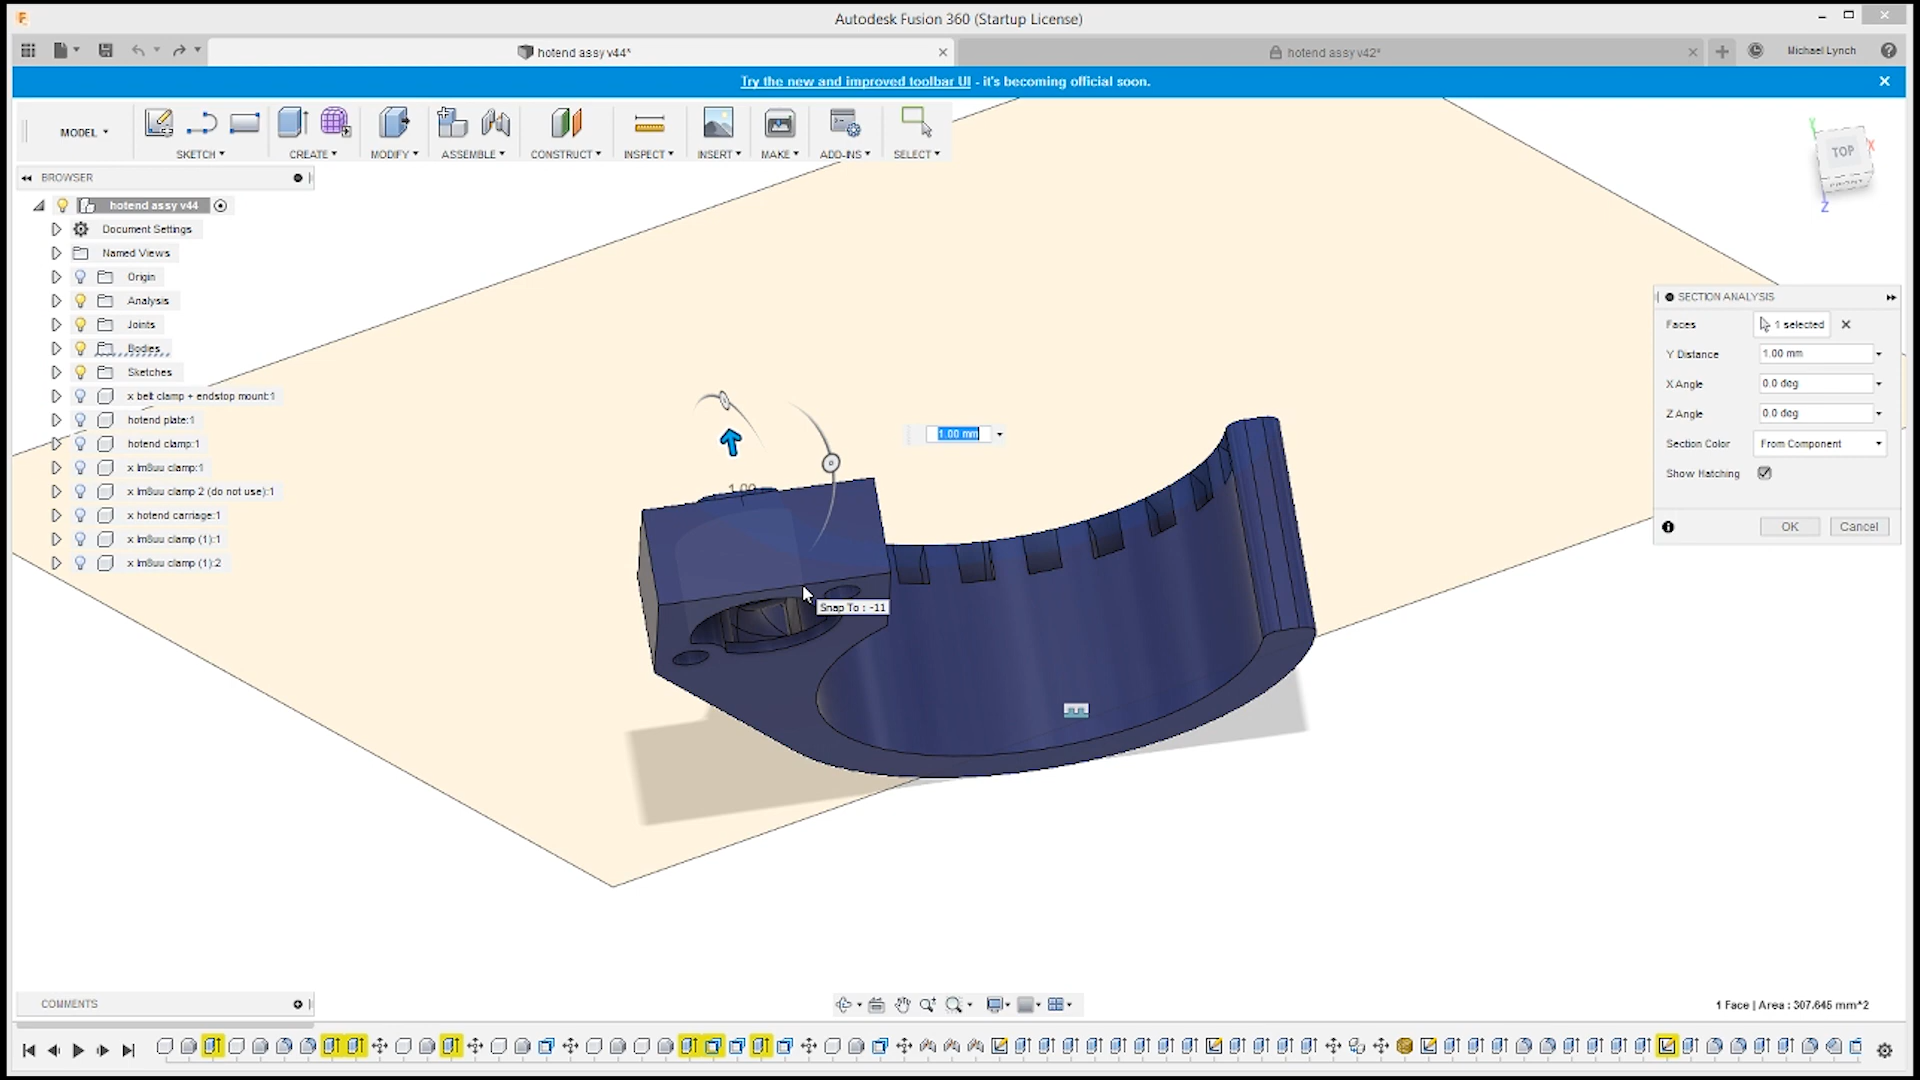 Autodesk Fusion 360 (Startup License)
hotend assy v44*
hotend assy v42*
Michael Lynch
Try the new and improved toolbar UI - it's becoming official soon.
MODEL
SKETCH
CREATE
MODIFY
ASSEMBLE
CONSTRUCT
INSPECT
INSERT
MAKE
ADD-INS
SELECT
BROWSER
hotend assy v44
Document Settings
Named Views
Origin
Analysis
Joints
Bodies
Sketches
x belt clamp + endstop mount:1
hotend plate:1
hotend clamp:1
x lm8uu clamp:1
x lm8uu clamp 2 (do not use):1
x hotend carriage:1
x lm8uu clamp (1):1
x lm8uu clamp (1):2
Y
X
TOP
FRONT
Z
SECTION ANALYSIS
Faces
1 selected
Y Distance
1.00 mm
X Angle
0.0 deg
Z Angle
0.0 deg
Section Color
From Component
Show Hatching
OK
Cancel
1.00 mm
1.00
Snap To : -11
COMMENTS
1 Face | Area : 307.645 mm^2